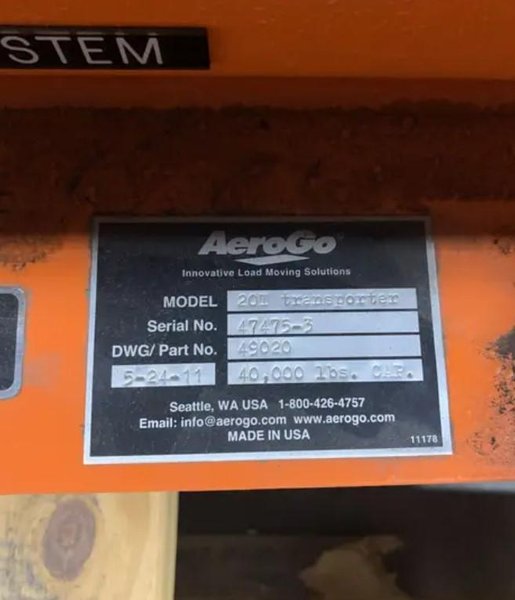 STEM
AeroGo
Innovative Load Moving Solutions
MODEL transporter
Serial No. 47475-3
DWG/ Part No. 49020
5-24-11 40,000 lbs. CAP.
Seattle, WA USA 1-800-426-4757
Email: info@aerogo.com www.aerogo.com
MADE IN USA
11178